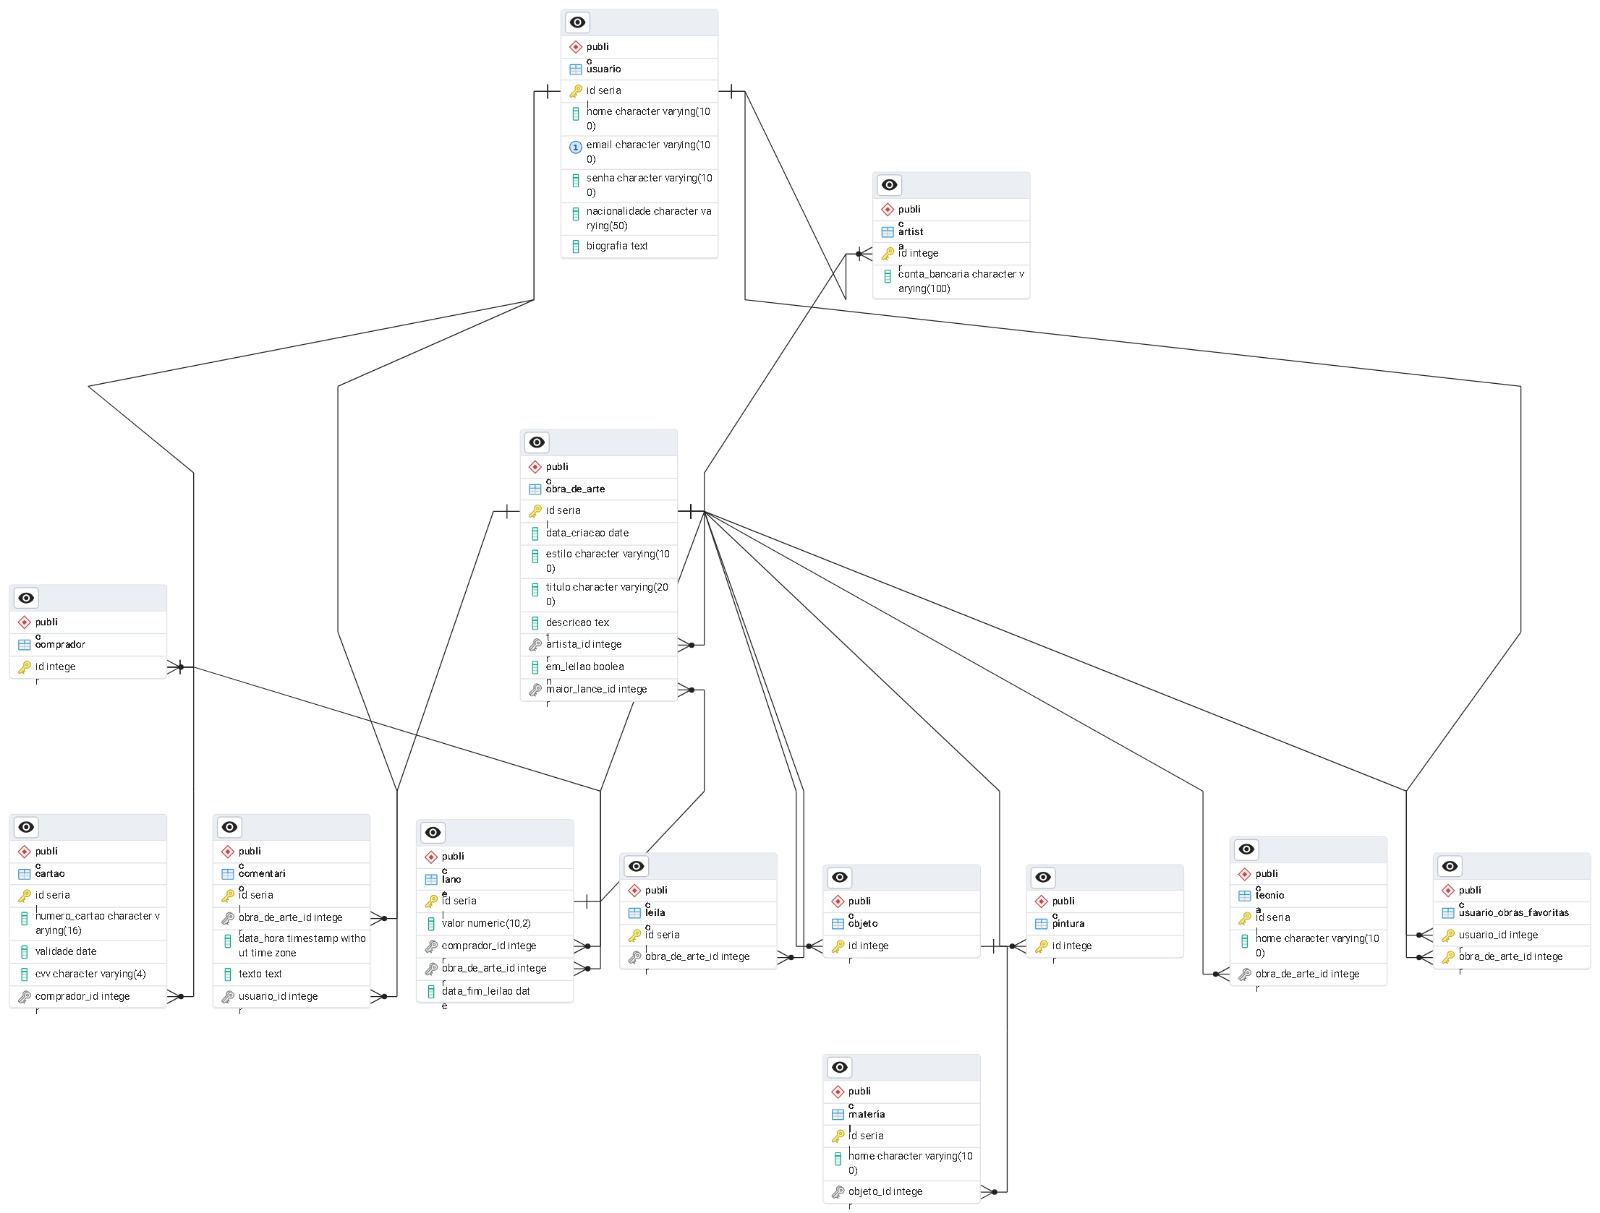 publi
c
usuario
id seria
l
nome character varying(10
0)
email character varying(10
0)
senha character varying(10
0)
nacionalidade character va
rying(50)
biografia text
publi
c
artist
a
id intege
r
conta_bancaria character v
arying(100)
publi
c
obra_de_arte
id seria
l
data_criacao date
estilo character varying(10
0)
titulo character varying(20
0)
descricao tex
t
artista_id intege
r
em_leilao boolea
n
maior_lance_id intege
r
publi
c
comprador
id intege
r
publi
c
cartao
id seria
l
numero_cartao character v
arying(16)
validade date
cvv character varying(4)
comprador_id intege
r
publi
c
comentari
o
id seria
l
obra_de_arte_id intege
r
data_hora timestamp witho
ut time zone
texto text
usuario_id intege
r
publi
c
lanc
e
id seria
l
valor numeric(10,2)
comprador_id intege
r
obra_de_arte_id intege
r
data_fim_leilao dat
e
publi
c
leila
o
id seria
l
obra_de_arte_id intege
r
publi
c
objeto
id intege
r
publi
c
pintura
id intege
r
publi
c
tecnic
a
id seria
l
nome character varying(10
0)
obra_de_arte_id intege
r
publi
c
usuario_obras_favoritas
usuario_id intege
r
obra_de_arte_id intege
r
publi
c
materia
l
id seria
l
nome character varying(10
0)
objeto_id intege
r